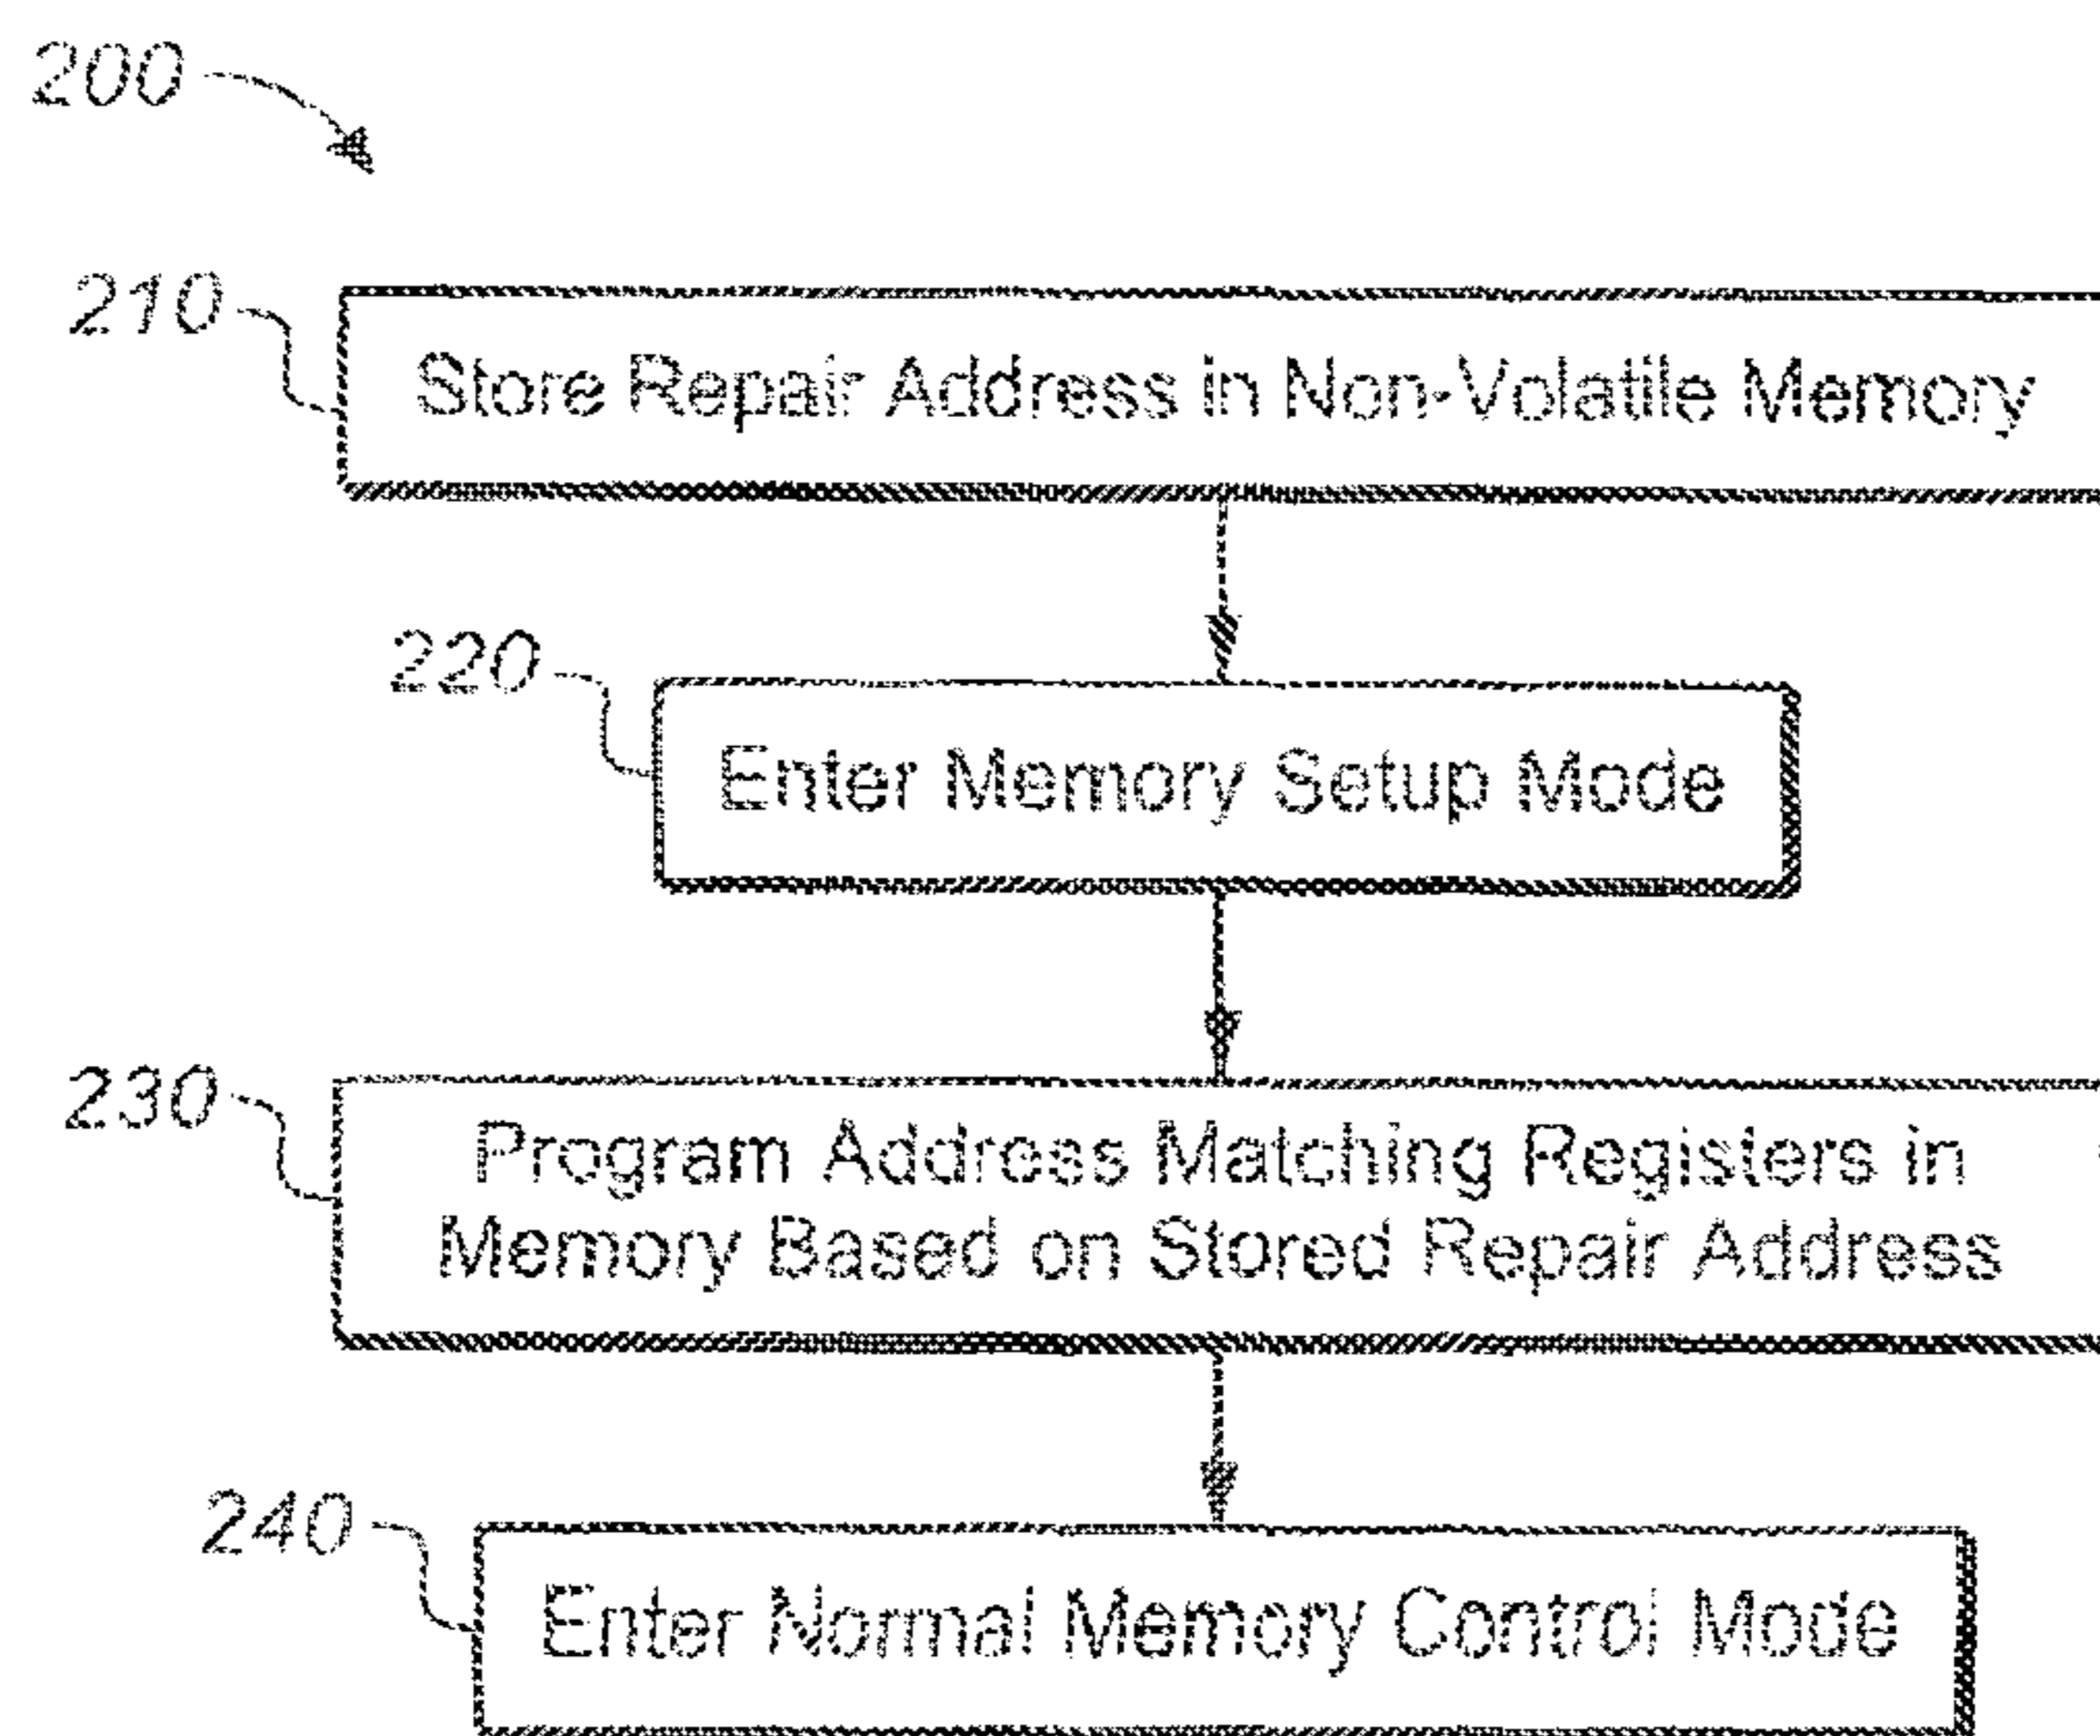 200
210
Store Repair Address in Non-Volatile Memory
220
Enter Memory Setup Mode
230
Program Address Matching Registers in
Memory Based on Stored Repair Address
240
Enter Normal Memory Control Mode